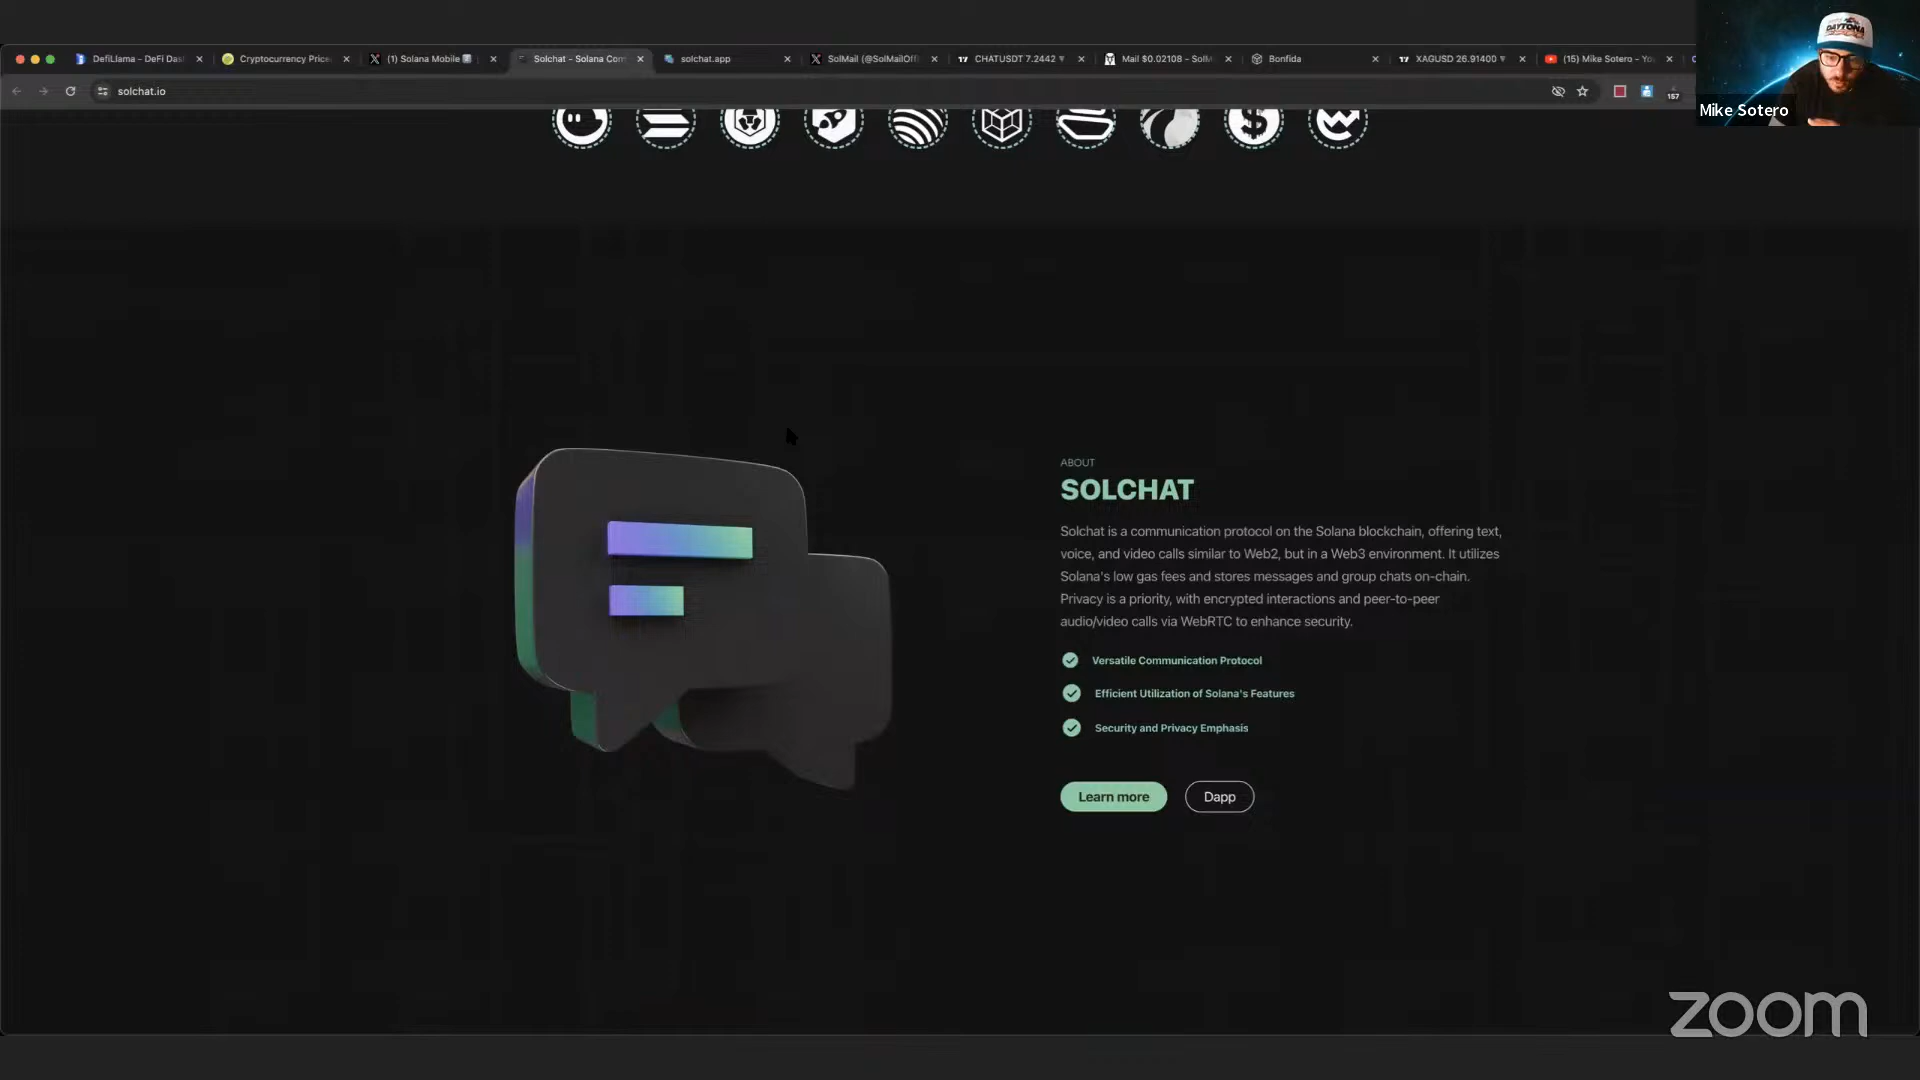 DefiLlama - DeFi Das
Cryptocurrency Price
(1) Solana Mobile
Solchat - Solana Com
solchat.app
SolMail (@SolMailOffi
CHATUSDT 7.2442 ▼
Mail $0.02108 - SolM
Bonfida
XAGUSD 26.91400 ▼
(15) Mike Sotero - Yo
solchat.io
157
Mike Sotero
ABOUT
SOLCHAT
Solchat is a communication protocol on the Solana blockchain, offering text,
voice, and video calls similar to Web2, but in a Web3 environment. It utilizes
Solana's low gas fees and stores messages and group chats on-chain.
Privacy is a priority, with encrypted interactions and peer-to-peer
audio/video calls via WebRTC to enhance security.
Versatile Communication Protocol
Efficient Utilization of Solana's Features
Security and Privacy Emphasis
Learn more
Dapp
zoom